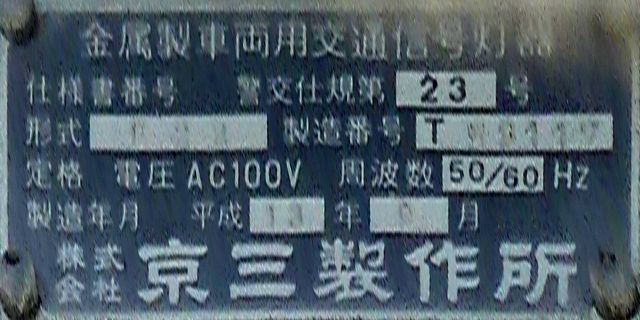 金属製車両用交通信号灯器
仕様書番号 警交仕規第 23 号
形式 製造番号 T
定格 電圧 AC100V 周波数 50/60 Hz
製造年月 平成 13 年 月
株式会社 京三製作所